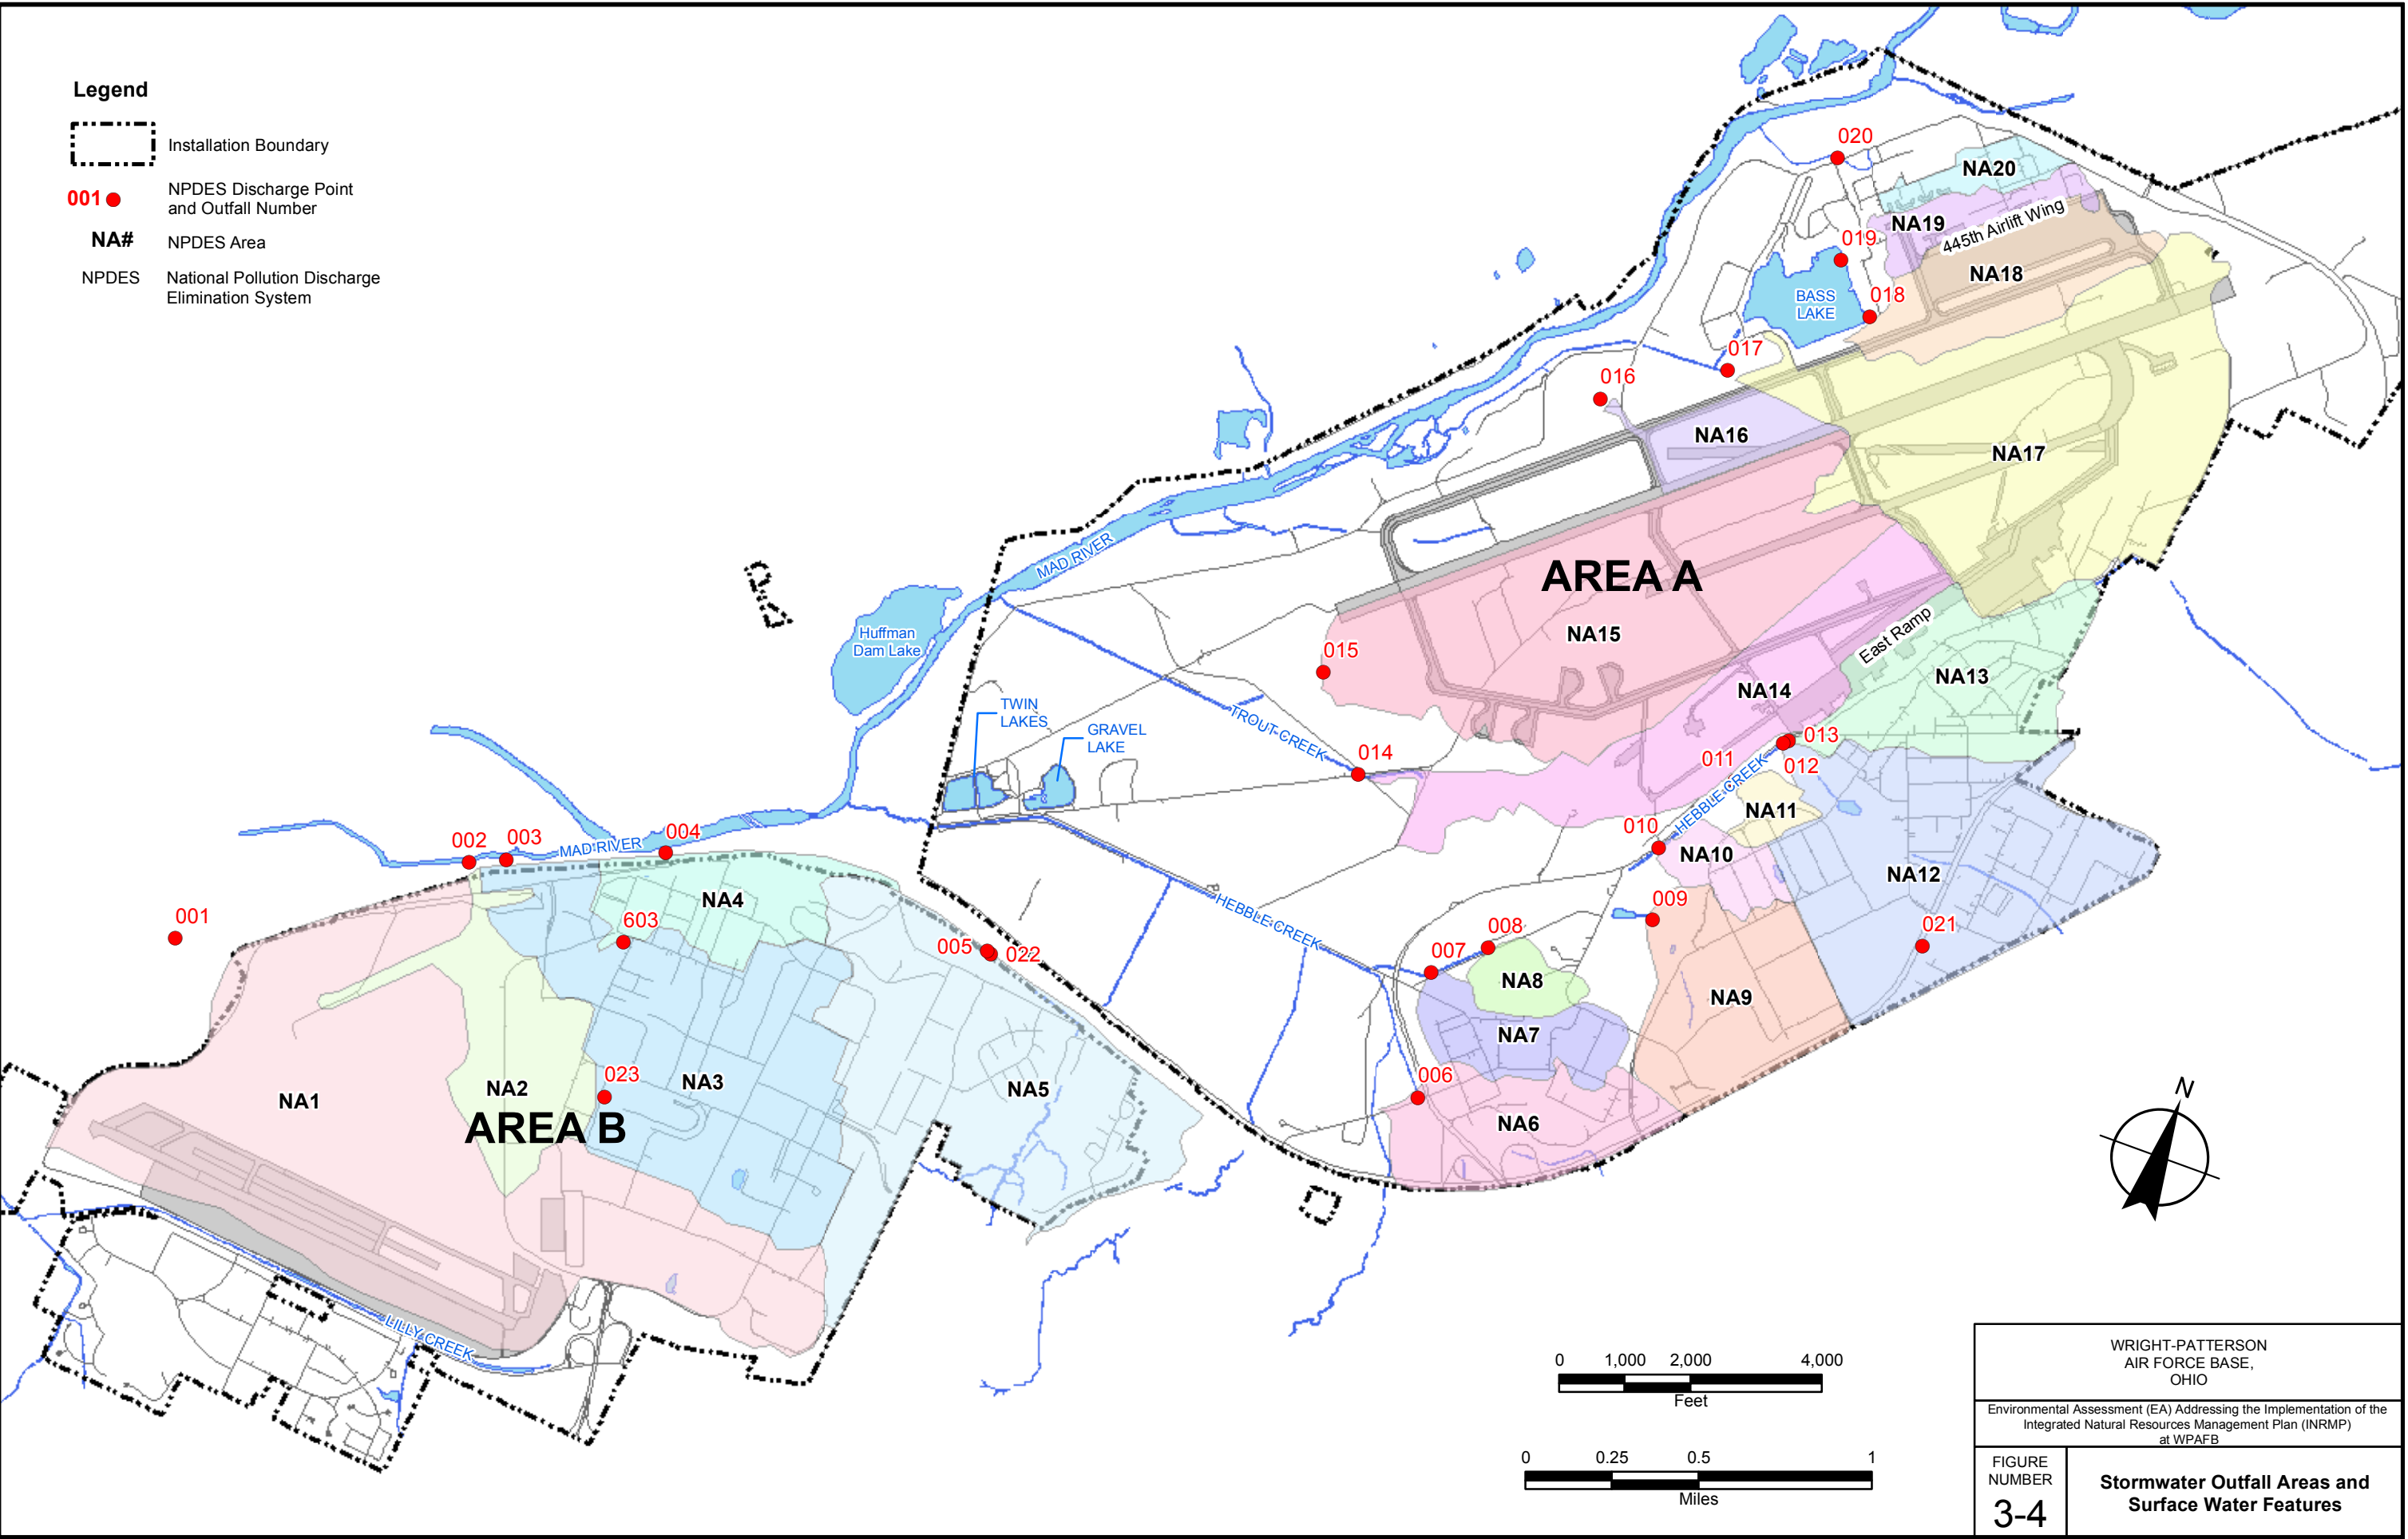 Legend
Installation Boundary
001
NPDES Discharge Point
and Outfall Number
NA#
NPDES Area
NPDES
National Pollution Discharge
Elimination System
020
NA20
NA19
445th Airlift Wing
019
NA18
018
BASS
LAKE
017
016
NA16
NA17
MAD RIVER
AREA A
NA15
East Ramp
Huffman
Dam Lake
015
NA13
NA14
TWIN
LAKES
GRAVEL
LAKE
TROUT CREEK
014
011
013
012
HEBBLE CREEK
NA11
010
NA10
002
003
004
MAD RIVER
NA12
NA4
001
603
005
022
HEBBLE CREEK
009
021
007
008
NA8
NA9
NA7
006
NA6
023
NA1
NA2
NA3
NA5
AREA B
LILLY CREEK
N
0
1,000
2,000
4,000
Feet
0
0.25
0.5
1
Miles
WRIGHT-PATTERSON
AIR FORCE BASE,
OHIO
Environmental Assessment (EA) Addressing the Implementation of the
Integrated Natural Resources Management Plan (INRMP)
at WPAFB
FIGURE
NUMBER
3-4
Stormwater Outfall Areas and
Surface Water Features